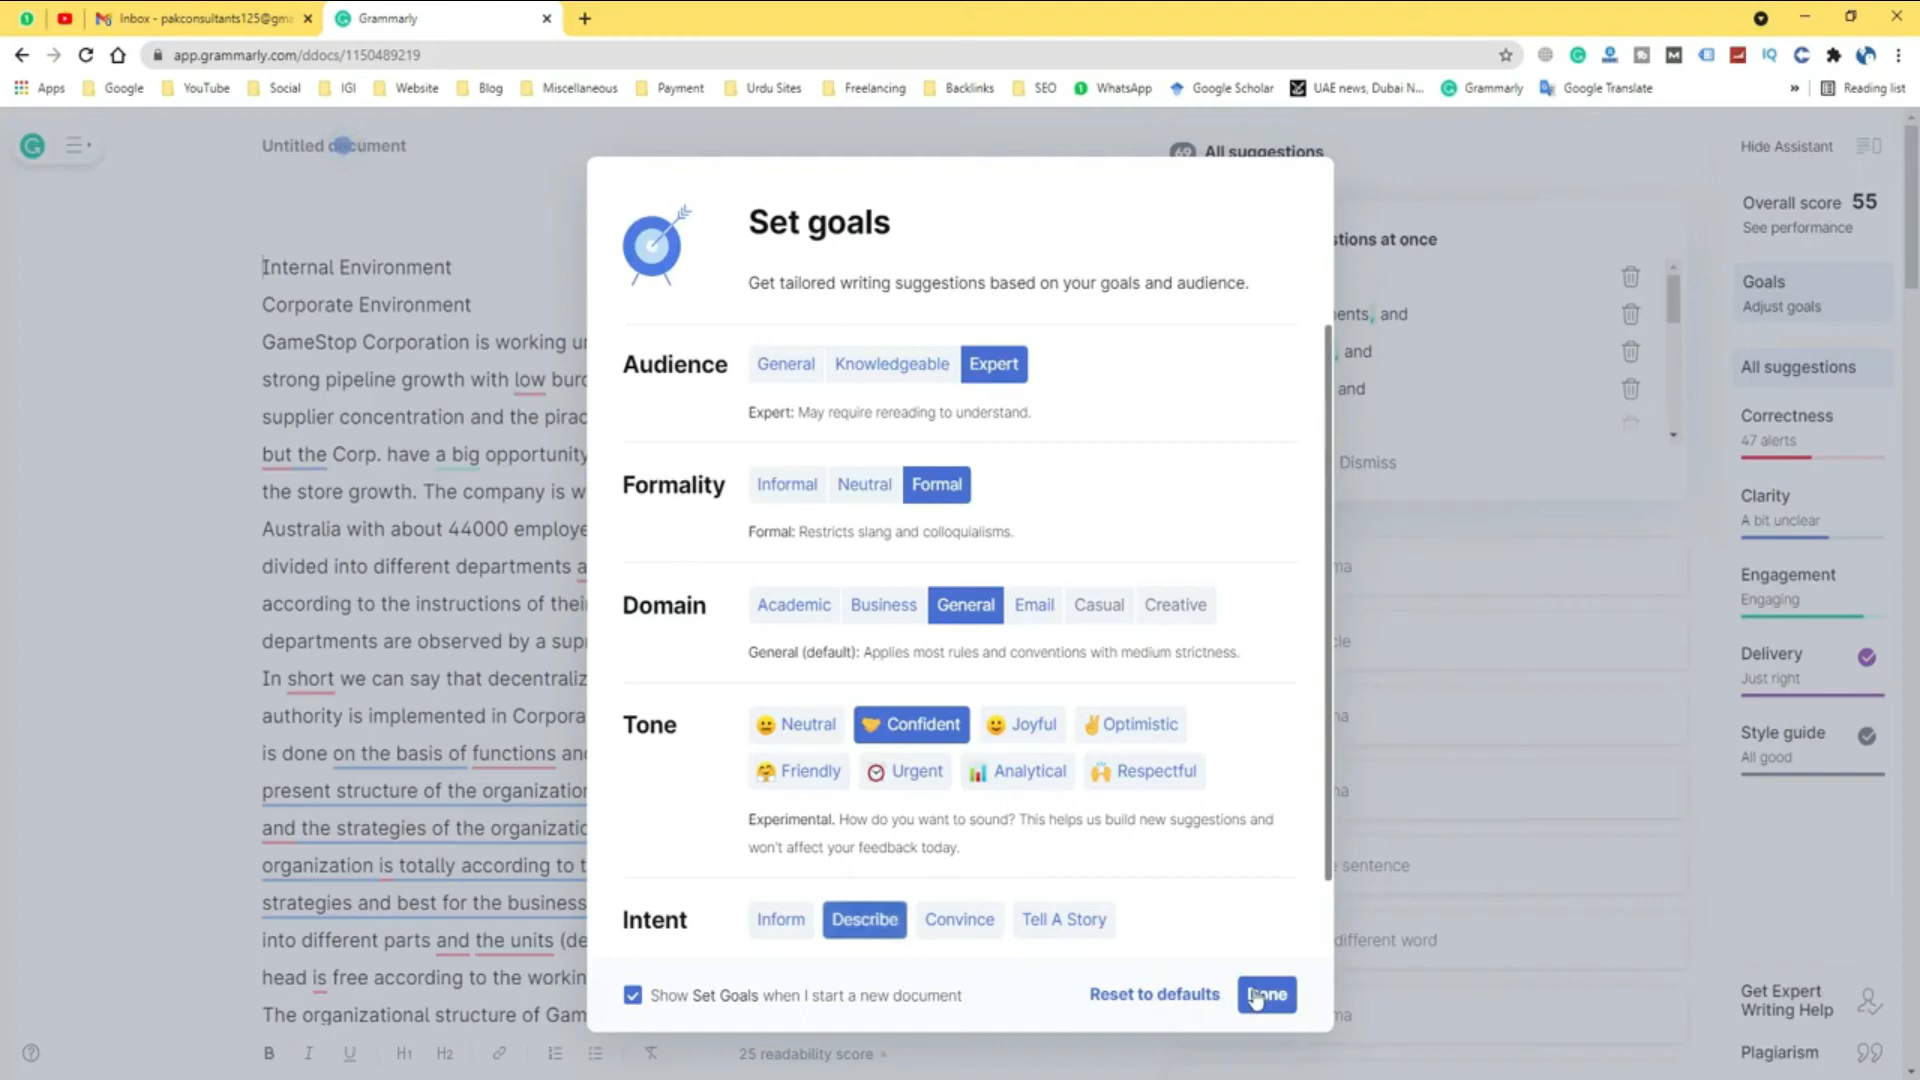 Inbox - pakconsultants125@gm
Grammarly
app.grammarly.com/ddocs/1150489219
Apps Google YouTube Social IGI Website Blog Miscellaneous Payment Urdu Sites Freelancing Backlinks SEO WhatsApp Google Scholar UAE news, Dubai N... Grammarly Google Translate » Reading list
Untitled document
All suggestions
Hide Assistant
Set goals
Get tailored writing suggestions based on your goals and audience.
Audience General Knowledgeable Expert
Expert: May require rereading to understand.
Formality Informal Neutral Formal
Formal: Restricts slang and colloquialisms.
Domain Academic Business General Email Casual Creative
General (default): Applies most rules and conventions with medium strictness.
Tone Neutral Confident Joyful Optimistic
Friendly Urgent Analytical Respectful
Experimental. How do you want to sound? This helps us build new suggestions and
won't affect your feedback today.
Intent Inform Describe Convince Tell A Story
Show Set Goals when I start a new document
Reset to defaults
Done
Internal Environment
Corporate Environment
GameStop Corporation is working
strong pipeline growth with low
supplier concentration and the
but the Corp. have a big opportunity
the store growth. The company is
Australia with about 44000
divided into different departments
according to the instructions of
departments are observed by a
In short we can say that
authority is implemented in
is done on the basis of functions
present structure of the
and the strategies of the
organization is totally according to
strategies and best for the business
into different parts and the units
head is free according to the
The organizational structure of
B I U H1 H2
25 readability score
stions at once
ents, and
, and
and
Dismiss
sentence
different word
Overall score 55
See performance
Goals
Adjust goals
All suggestions
Correctness
47 alerts
Clarity
A bit unclear
Engagement
Engaging
Delivery
Just right
Style guide
All good
Get Expert
Writing Help
Plagiarism